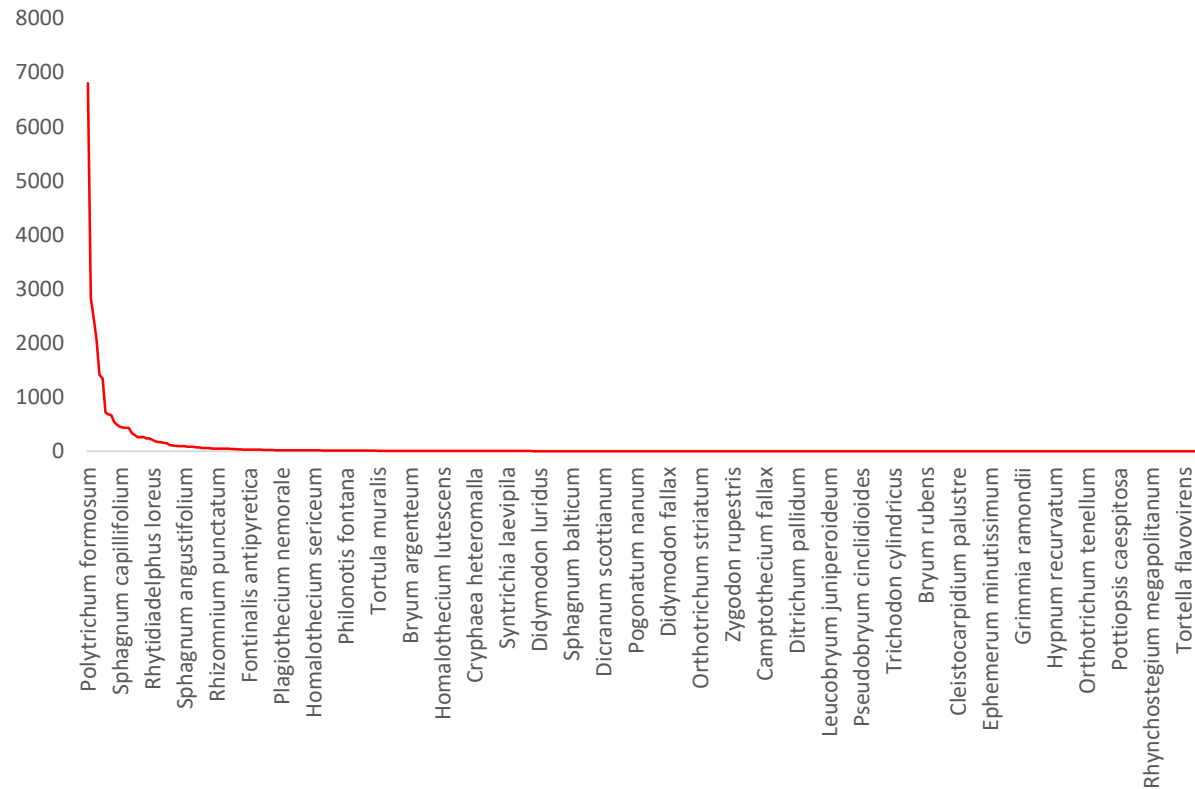 8000
7000
6000
5000
4000
3000
2000
1000
0
Polytrichum formosum
Sphagnum capillifolium
Rhytidiadelphus loreus
Sphagnum angustifolium
Rhizomnium punctatum
Fontinalis antipyretica
Plagiothecium nemorale
Homalothecium sericeum
Philonotis fontana
Tortula muralis
Bryum argenteum
Homalothecium lutescens
Cryphaea heteromalla
Syntrichia laevipila
Didymodon luridus
Sphagnum balticum
Dicranum scottianum
Pogonatum nanum
Didymodon fallax
Orthotrichum striatum
Zygodon rupestris
Camptothecium fallax
Ditrichum pallidum
Leucobryum juniperoideum
Pseudobryum cinclidioides
Trichodon cylindricus
Bryum rubens
Cleistocarpidium palustre
Ephemerum minutissimum
Grimmia ramondii
Hypnum recurvatum
Orthotrichum tenellum
Pottiopsis caespitosa
Rhynchostegium megapolitanum
Tortella flavovirens